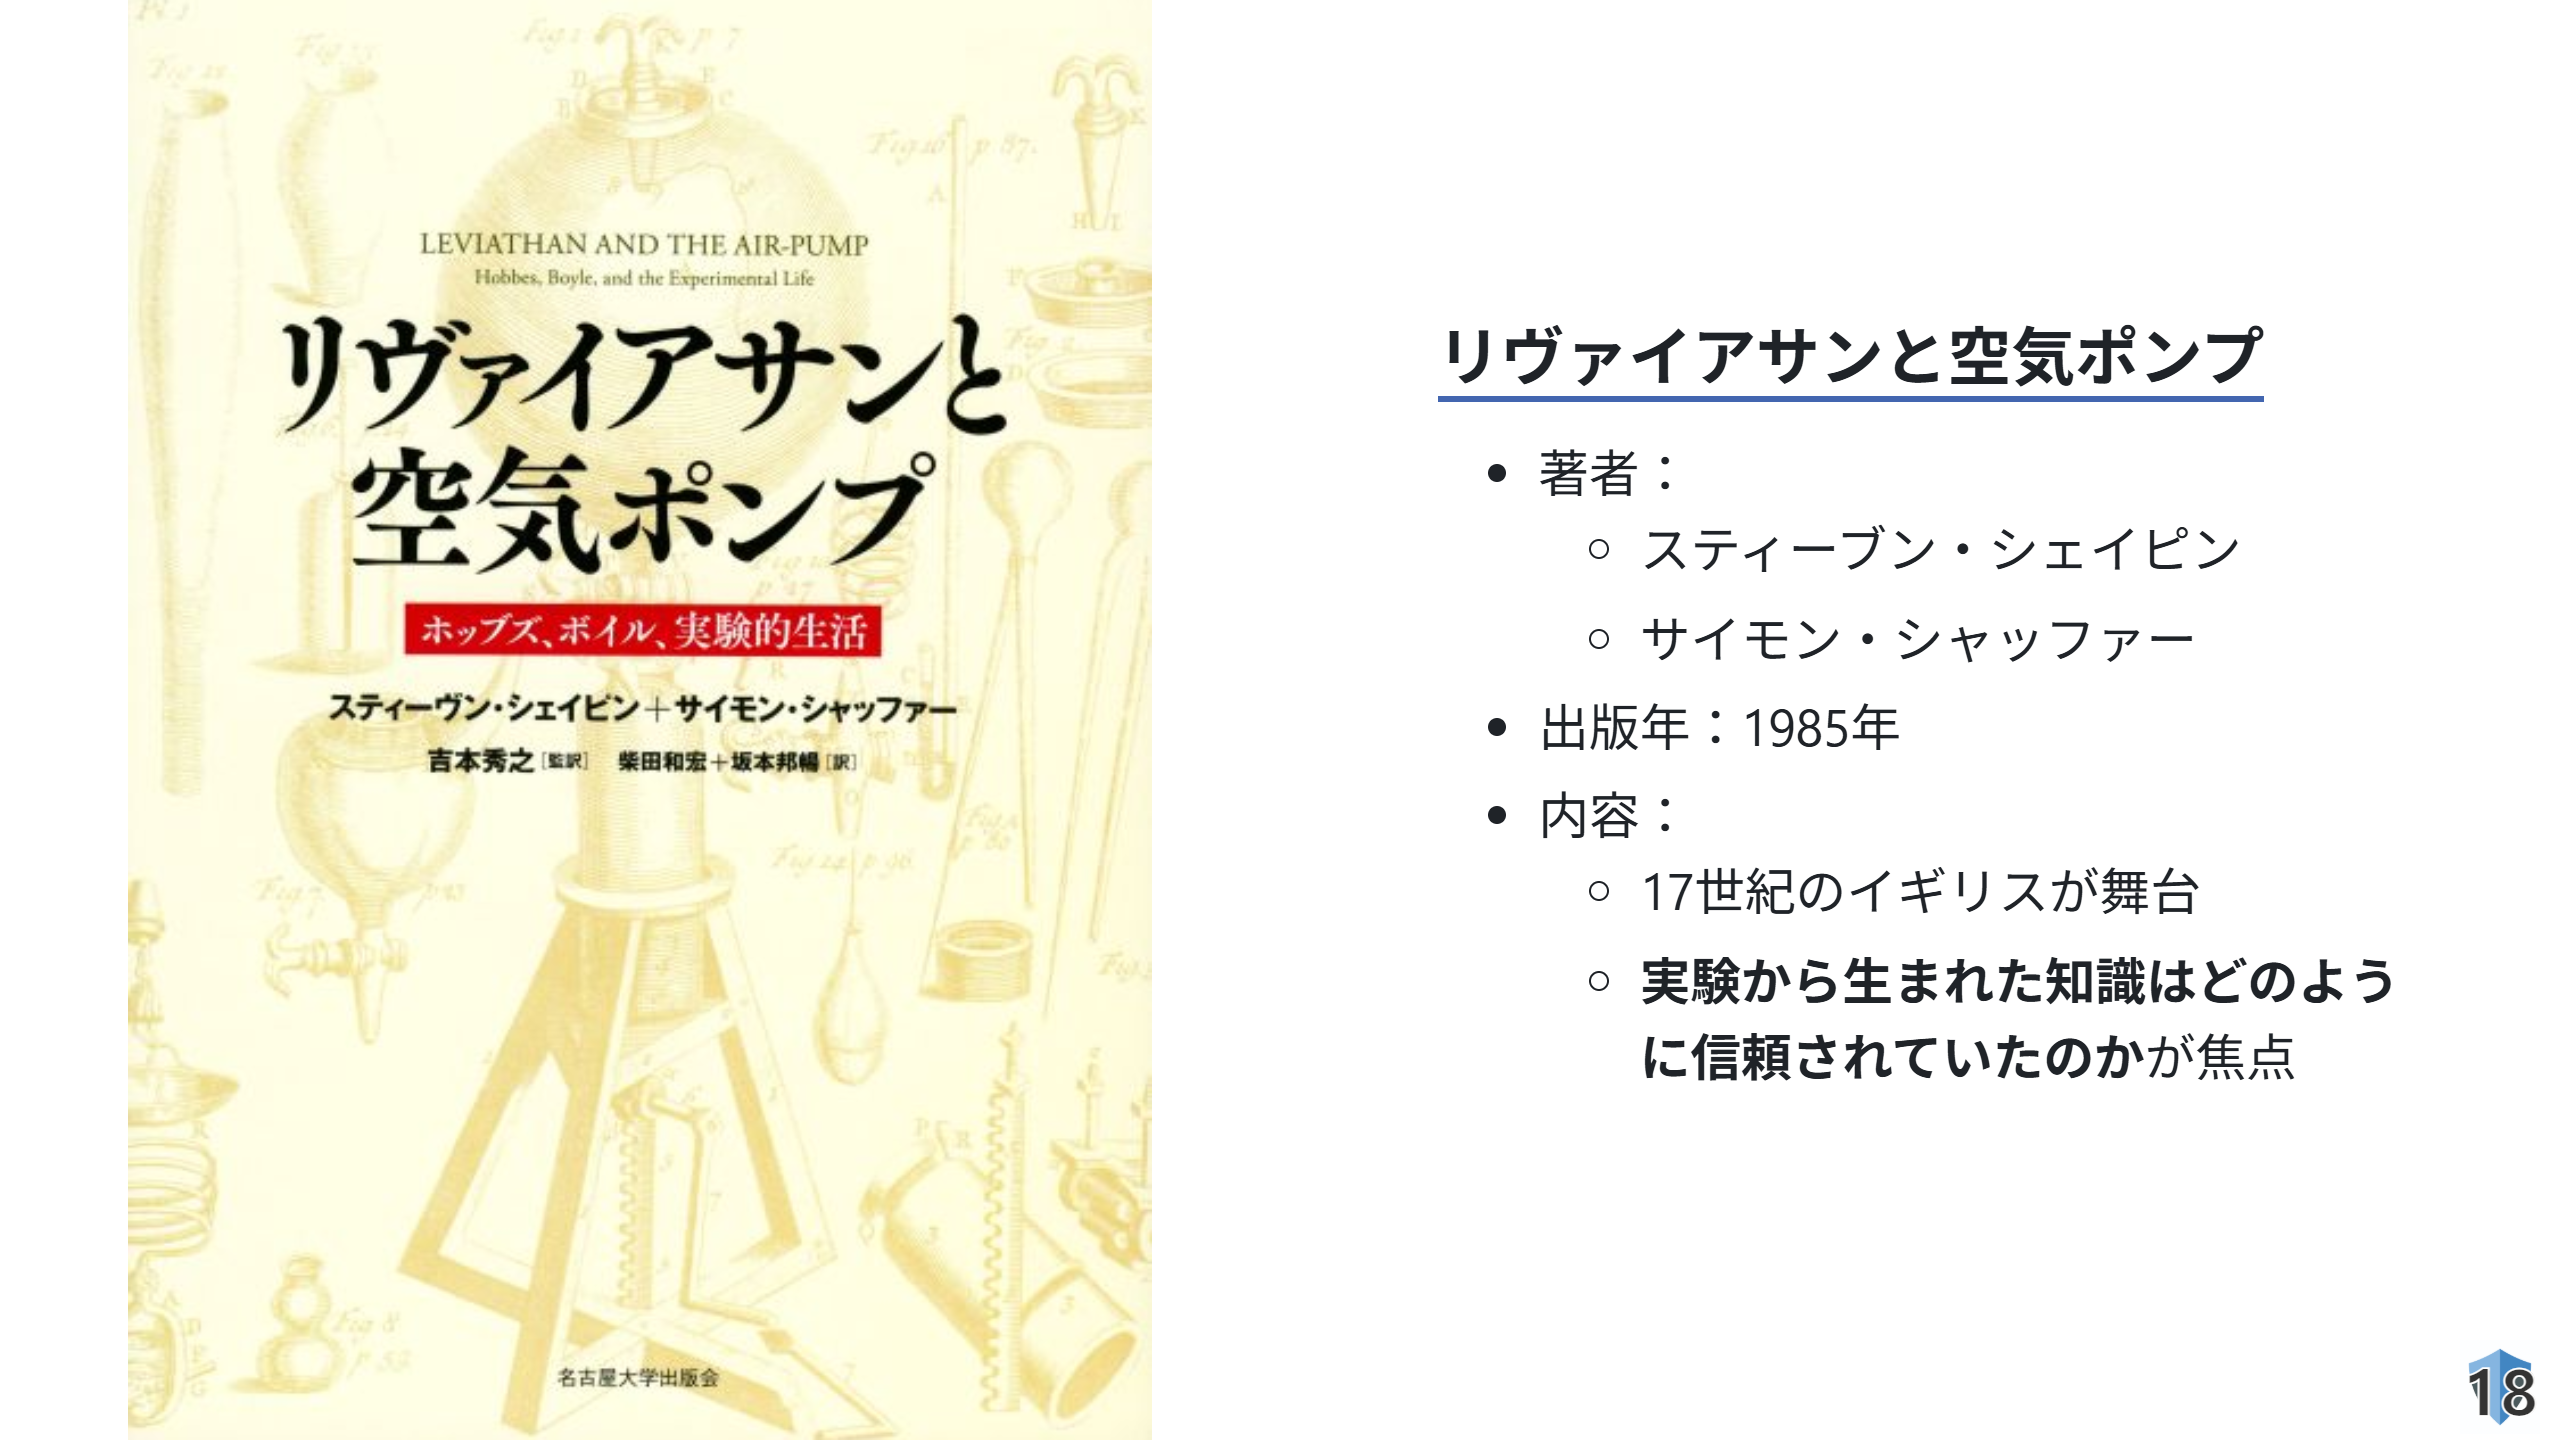 LEVIATHAN AND THE AIR-PUMP
Hobbes, Boyle, and the Experimental Life
リヴァイアサンと
空気ポンプ
ホッブズ、ボイル、実験的生活
スティーヴン・シェイピン＋サイモン・シャッファー
吉本秀之［監訳］ 柴田和宏＋坂本邦暢［訳］
名古屋大学出版会
リヴァイアサンと空気ポンプ
著者：
スティーブン・シェイピン
サイモン・シャッファー
出版年：1985年
内容：
17世紀のイギリスが舞台
実験から生まれた知識はどのよう
に信頼されていたのかが焦点
18